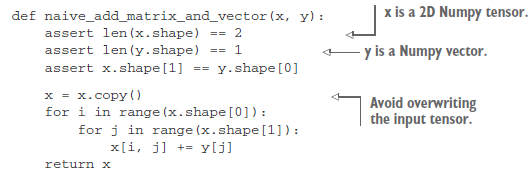 def naive_add_matrix_and_vector(x, y):
    assert len(x.shape) == 2
    assert len(y.shape) == 1
    assert x.shape[1] == y.shape[0]
x is a 2D Numpy tensor.
y is a Numpy vector.
    x = x.copy()
    for i in range(x.shape[0]):
        for j in range(x.shape[1]):
            x[i, j] += y[j]
    return x
Avoid overwriting
the input tensor.